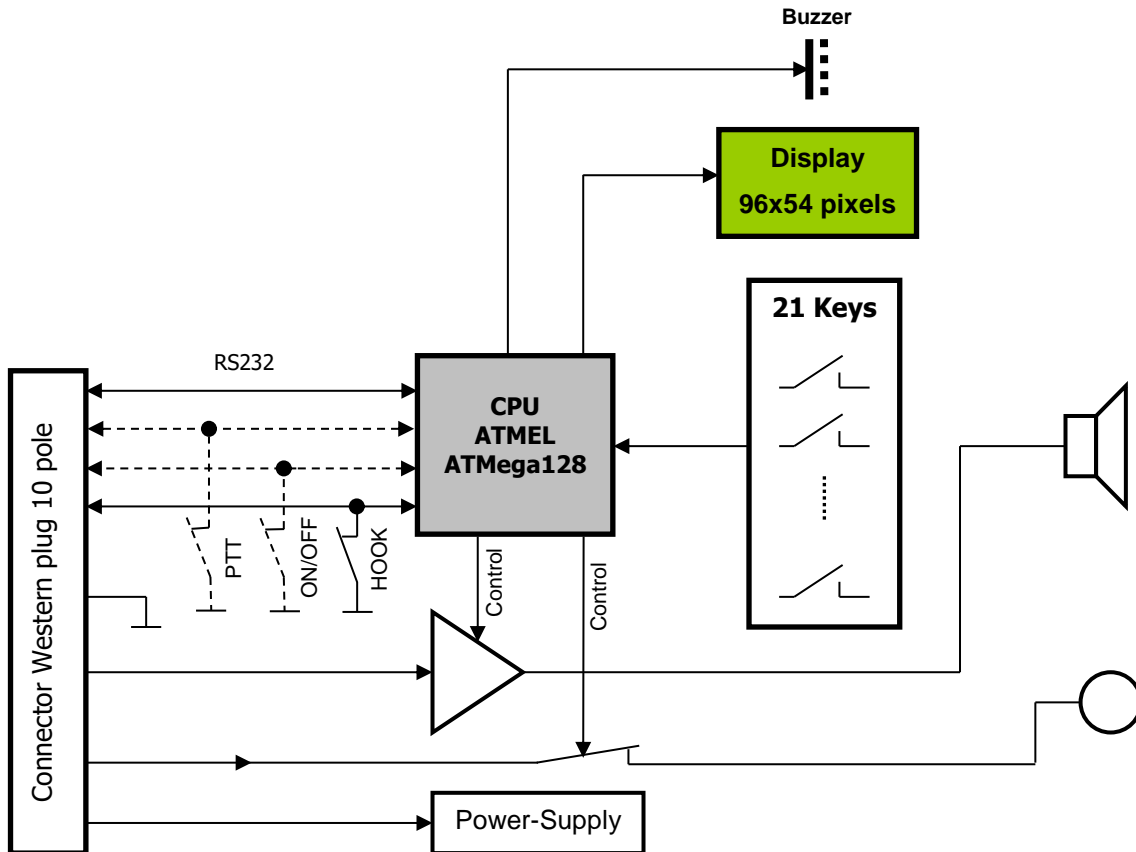 Buzzer
Display
96x54 pixels
21 Keys
RS232
CPU
ATMEL
ATMega128
Connector Western plug 10 pole
PTT
ON/OFF
HOOK
Control
Control
Power-Supply